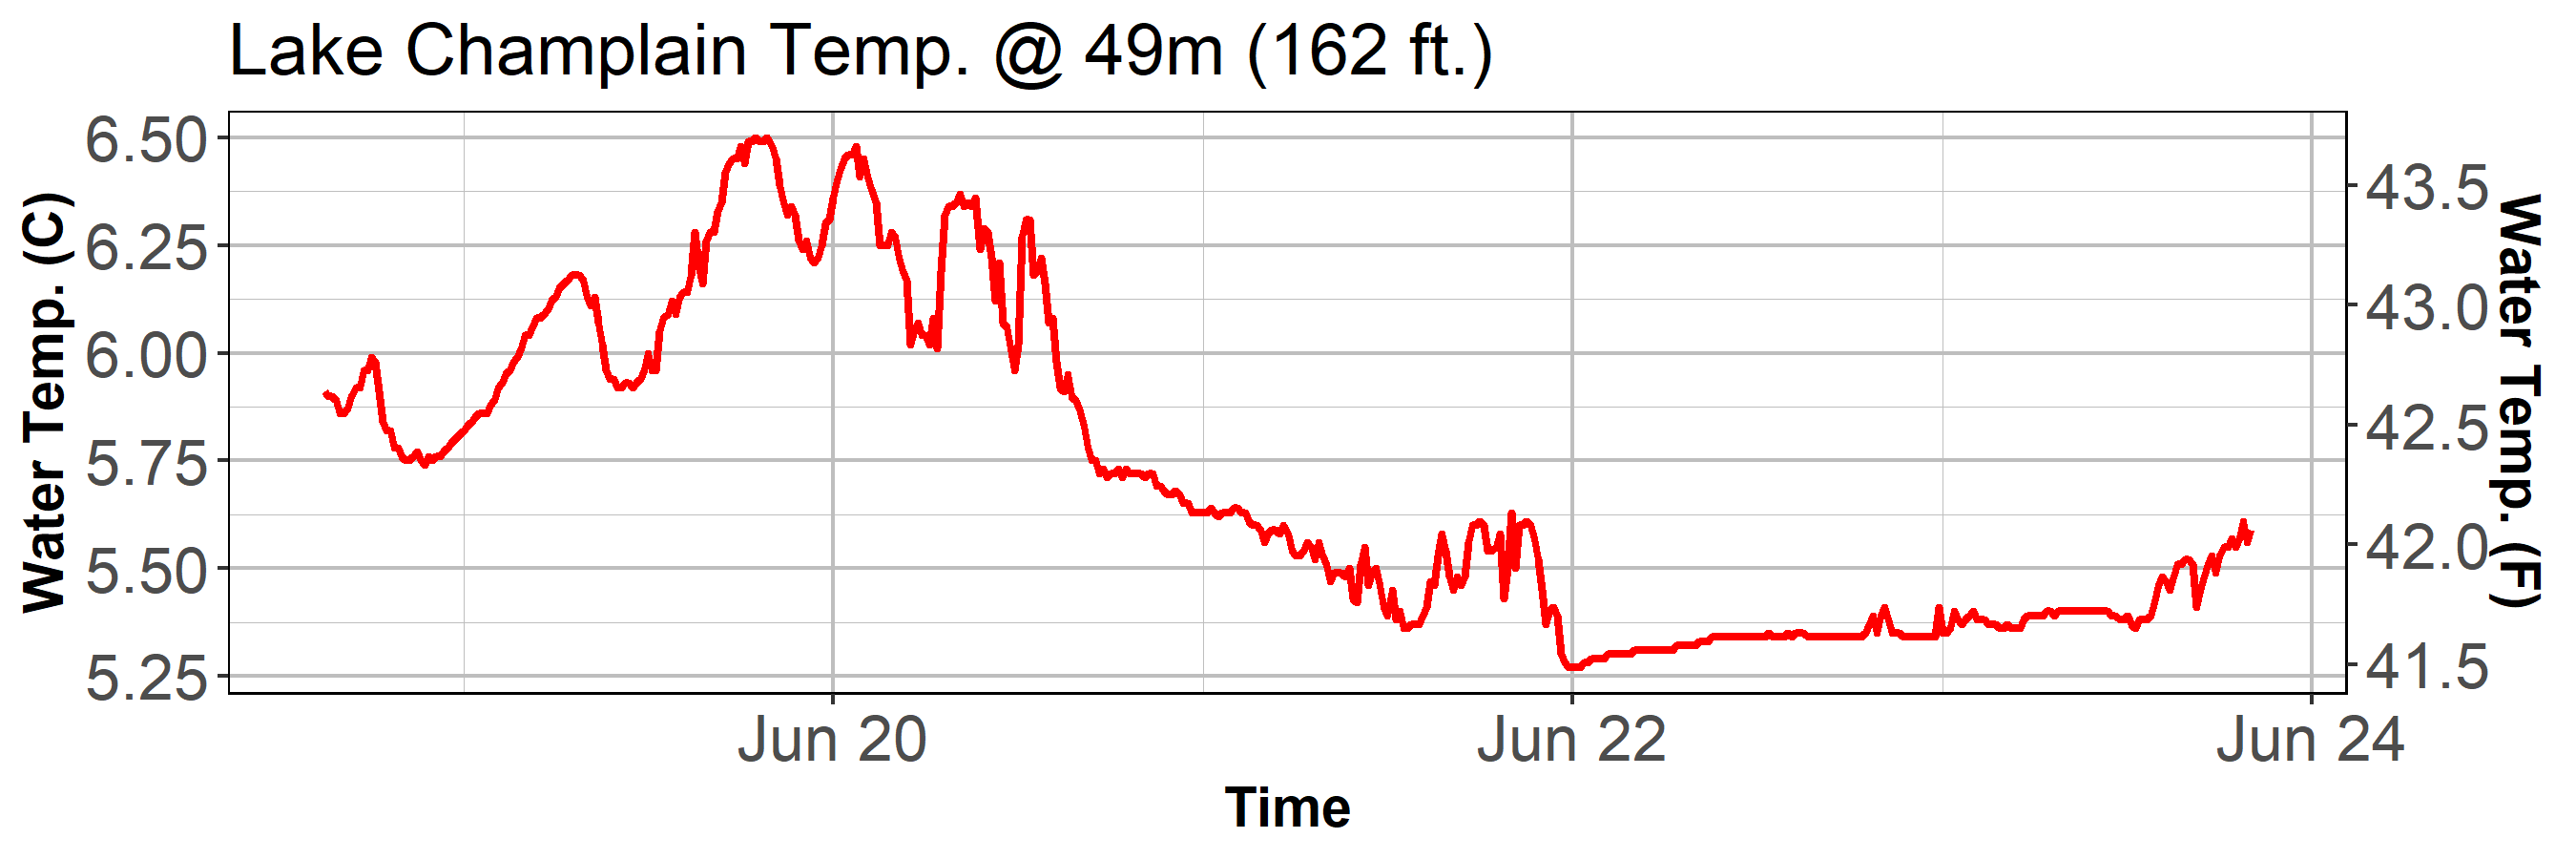 Lake Champlain Temp. @ 49m (162 ft.)
Water Temp. (C)
6.50
6.25
6.00
5.75
5.50
5.25
43.5
43.0
42.5
42.0
41.5
Water Temp. (F)
Jun 20
Jun 22
Jun 24
Time